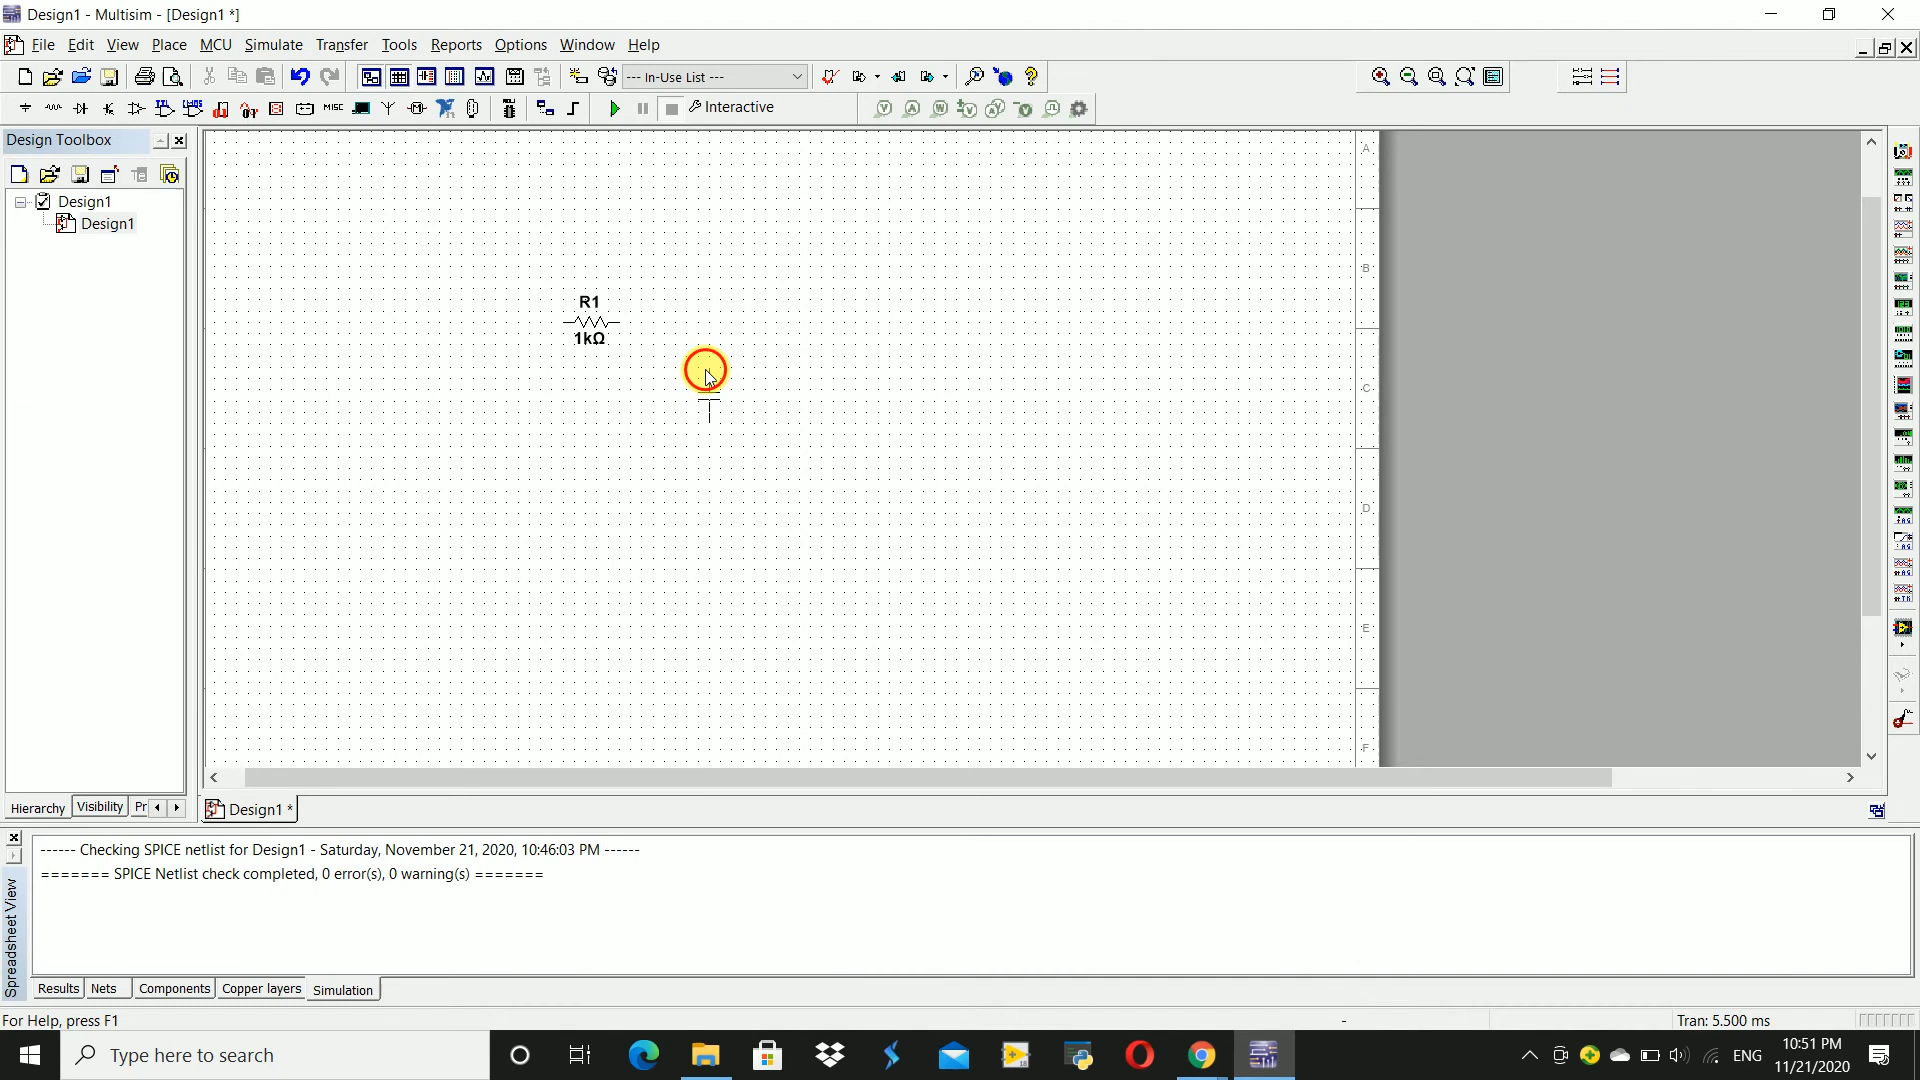 Design1 - Multisim - [Design1 *]
File Edit View Place MCU Simulate Transfer Tools Reports Options Window Help
--- In-Use List ---
MISC Interactive
Design Toolbox
Design1
Design1
A
B
R1
1kΩ
C
D
E
F
Hierarchy Visibility Pr
Design1 *
------ Checking SPICE netlist for Design1 - Saturday, November 21, 2020, 10:46:03 PM ------
======= SPICE Netlist check completed, 0 error(s), 0 warning(s) =======
Spreadsheet View
Results Nets Components Copper layers Simulation
For Help, press F1 - Tran: 5.500 ms
Type here to search
ENG
10:51 PM
11/21/2020